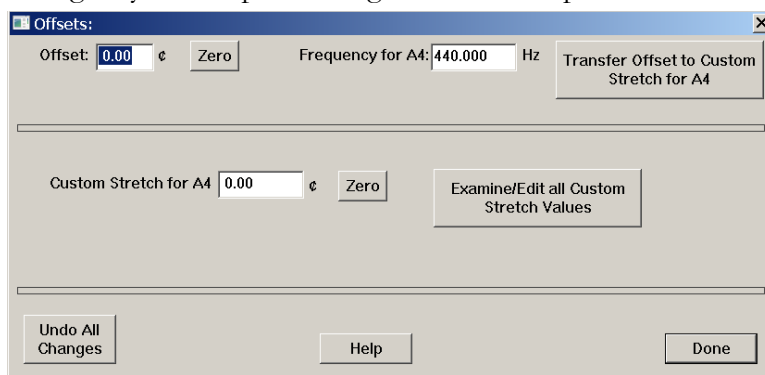 Offsets:
Offset: 0.00 ¢ Zero Frequency for A4: 440.000 Hz Transfer Offset to Custom
Stretch for A4
Custom Stretch for A4 0.00 ¢ Zero Examine/Edit all Custom
Stretch Values
Undo All
Changes
Help
Done